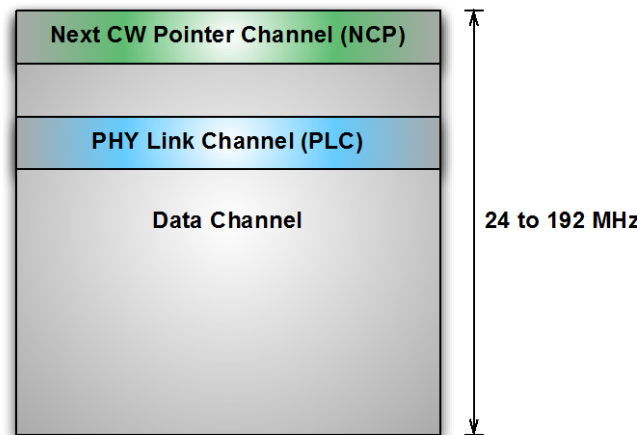 Next CW Pointer Channel (NCP)
PHY Link Channel (PLC)
Data Channel
24 to 192 MHz